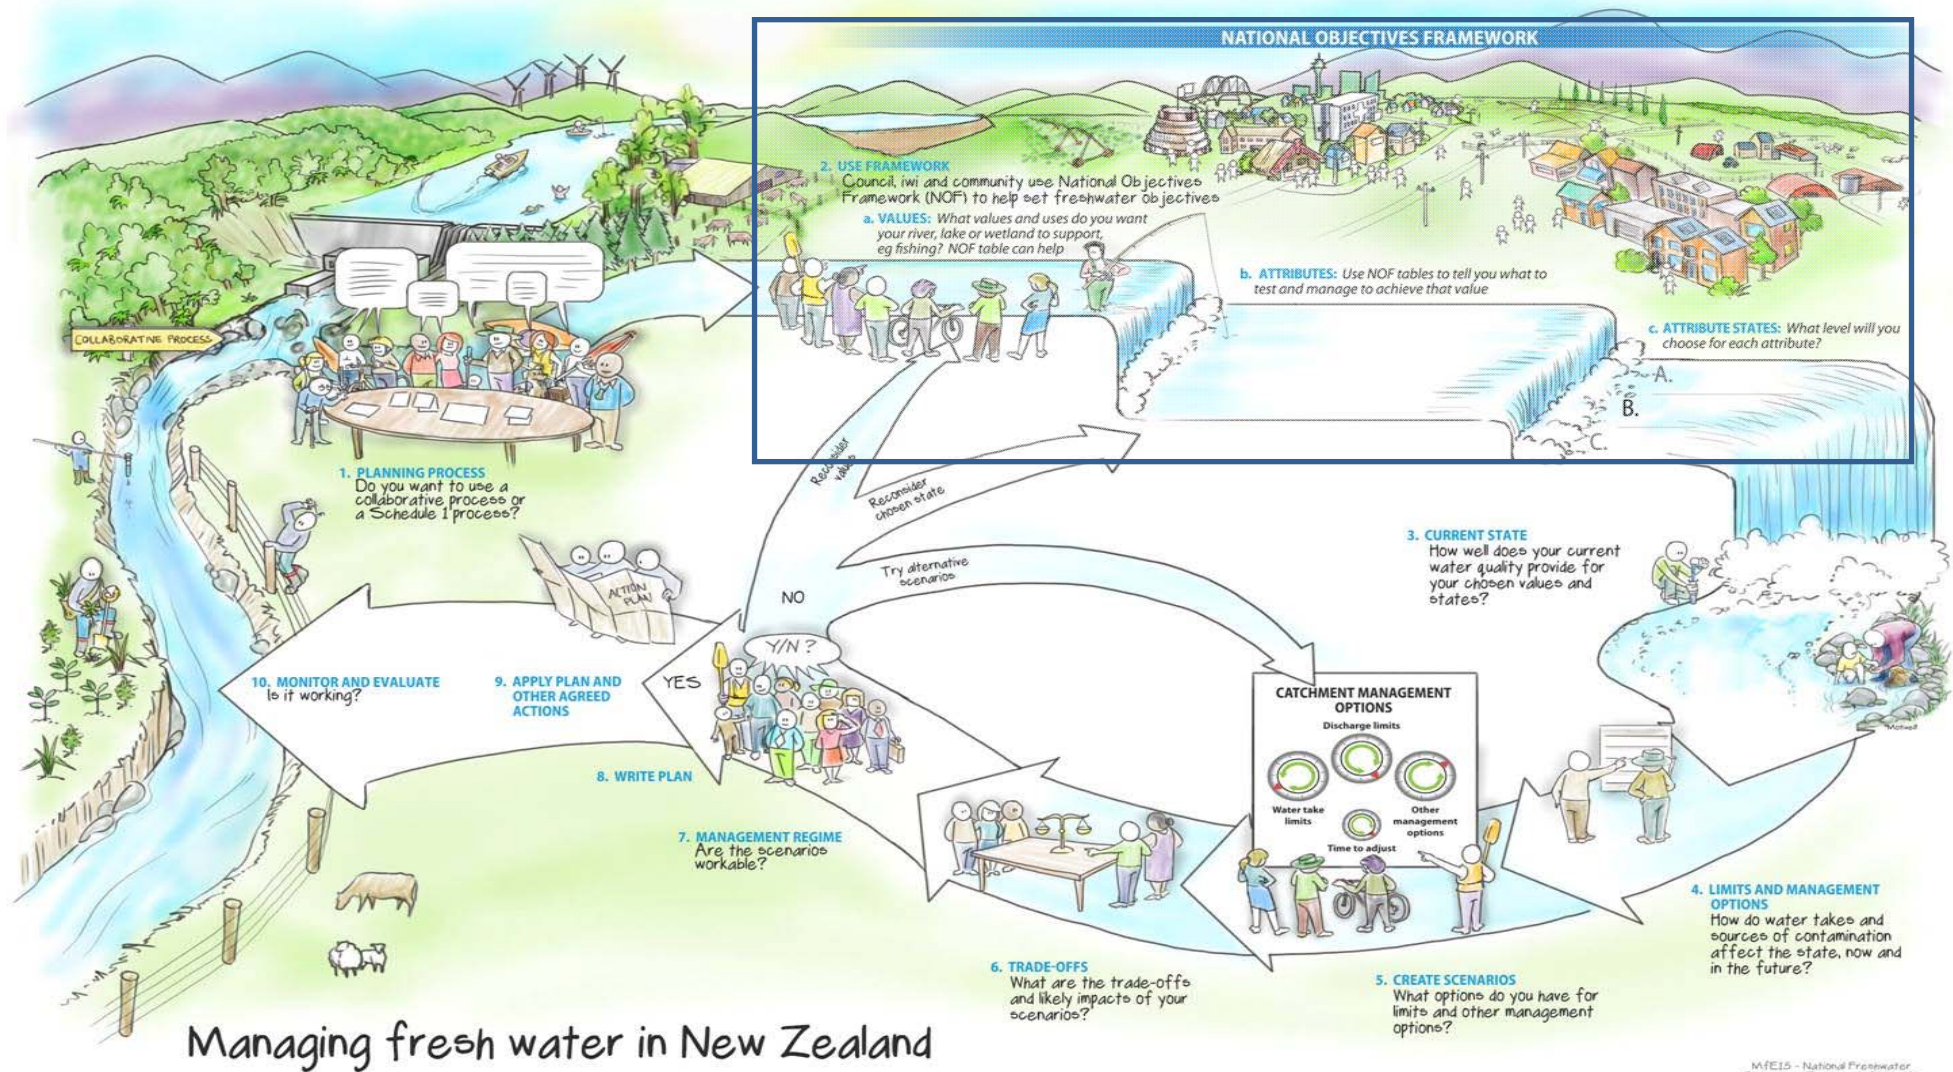 NATIONAL OBJECTIVES FRAMEWORK
2. USE FRAMEWORK
Council, iwi and community use National Objectives
Framework (NOF) to help set freshwater objectives
a. VALUES: What values and uses do you want
your river, lake or wetland to support,
eg fishing? NOF table can help
b. ATTRIBUTES: Use NOF tables to tell you what to
test and manage to achieve that value
c. ATTRIBUTE STATES: What level will you
choose for each attribute?
A.
B.
C.
COLLABORATIVE PROCESS
1. PLANNING PROCESS
Do you want to use a
collaborative process or
a Schedule 1 process?
Reconsider
values
Reconsider
chosen state
Try alternative
scenarios
NO
Y/N ?
YES
ACTION
PLAN
3. CURRENT STATE
How well does your current
water quality provide for
your chosen values and
states?
CATCHMENT MANAGEMENT
OPTIONS
Discharge limits
Water take
limits
Other
management
options
Time to adjust
4. LIMITS AND MANAGEMENT
OPTIONS
How do water takes and
sources of contamination
affect the state, now and
in the future?
5. CREATE SCENARIOS
What options do you have for
limits and other management
options?
6. TRADE-OFFS
What are the trade-offs
and likely impacts of your
scenarios?
7. MANAGEMENT REGIME
Are the scenarios
workable?
8. WRITE PLAN
9. APPLY PLAN AND
OTHER AGREED
ACTIONS
10. MONITOR AND EVALUATE
Is it working?
Managing fresh water in New Zealand
MfE15 - National Freshwater